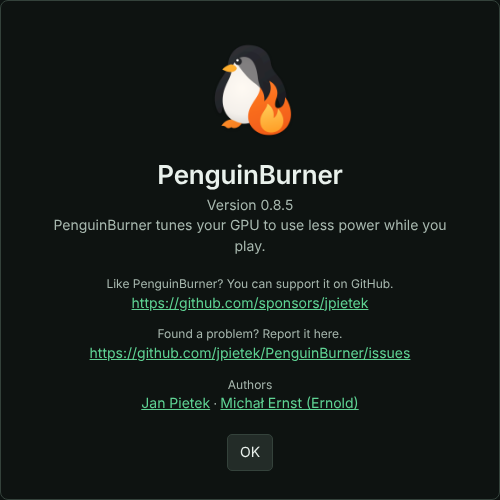 PenguinBurner
Version 0.8.5
PenguinBurner tunes your GPU to use less power while you
play.
Like PenguinBurner? You can support it on GitHub.
https://github.com/sponsors/jpietek
Found a problem? Report it here.
https://github.com/jpietek/PenguinBurner/issues
Authors
Jan Pietek · Michał Ernst (Ernold)
OK